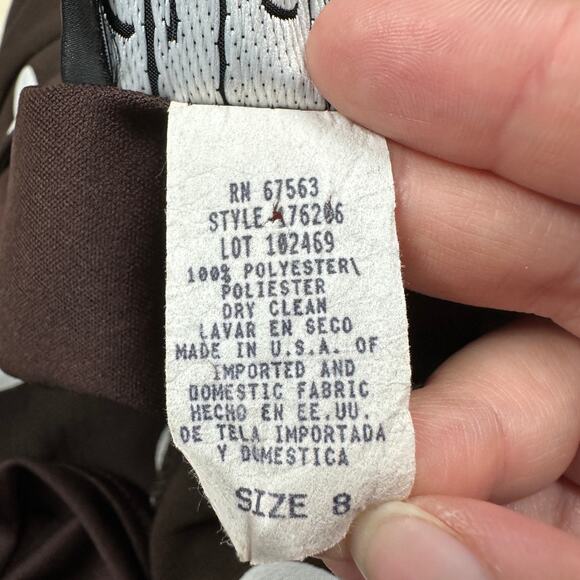 RN 67563
STYLE 176206
LOT 102469
100% POLYESTER\
POLIESTER
DRY CLEAN
LAVAR EN SECO
MADE IN U.S.A. OF
IMPORTED AND
DOMESTIC FABRIC
HECHO EN EE.UU.
DE TELA IMPORTADA
Y DOMESTICA
SIZE 8